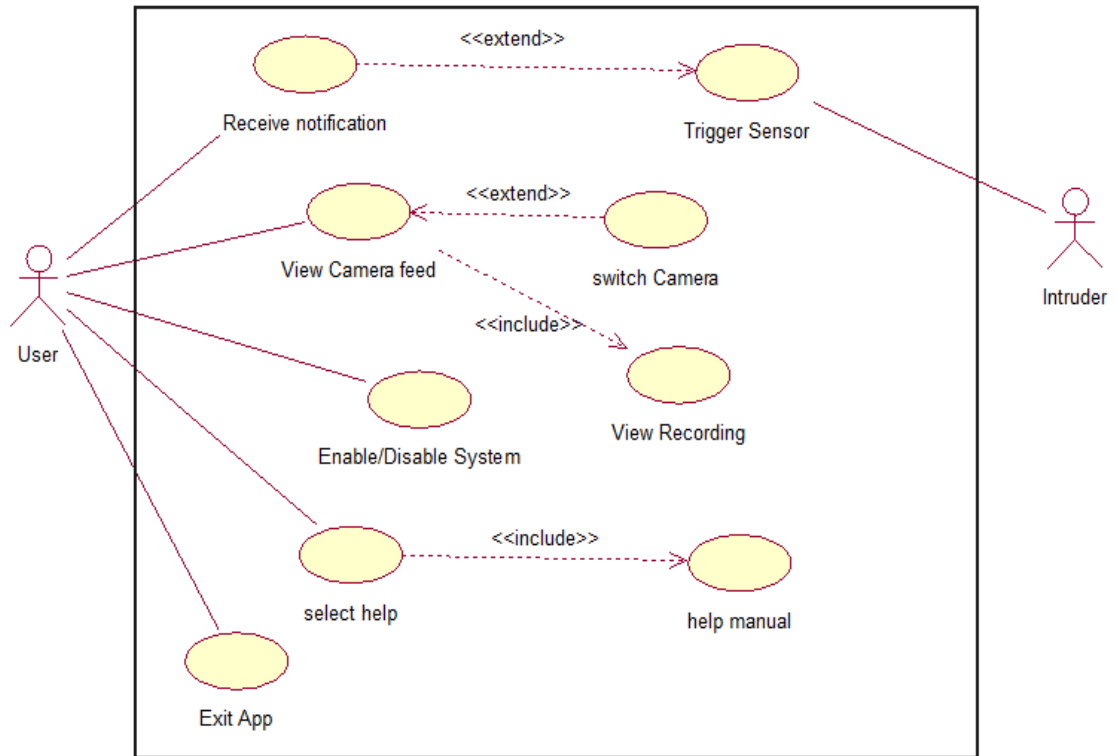 <<extend>>
Receive notification
Trigger Sensor
<<extend>>
View Camera feed
switch Camera
Intruder
<<include>>
User
View Recording
Enable/Disable System
<<include>>
select help
help manual
Exit App